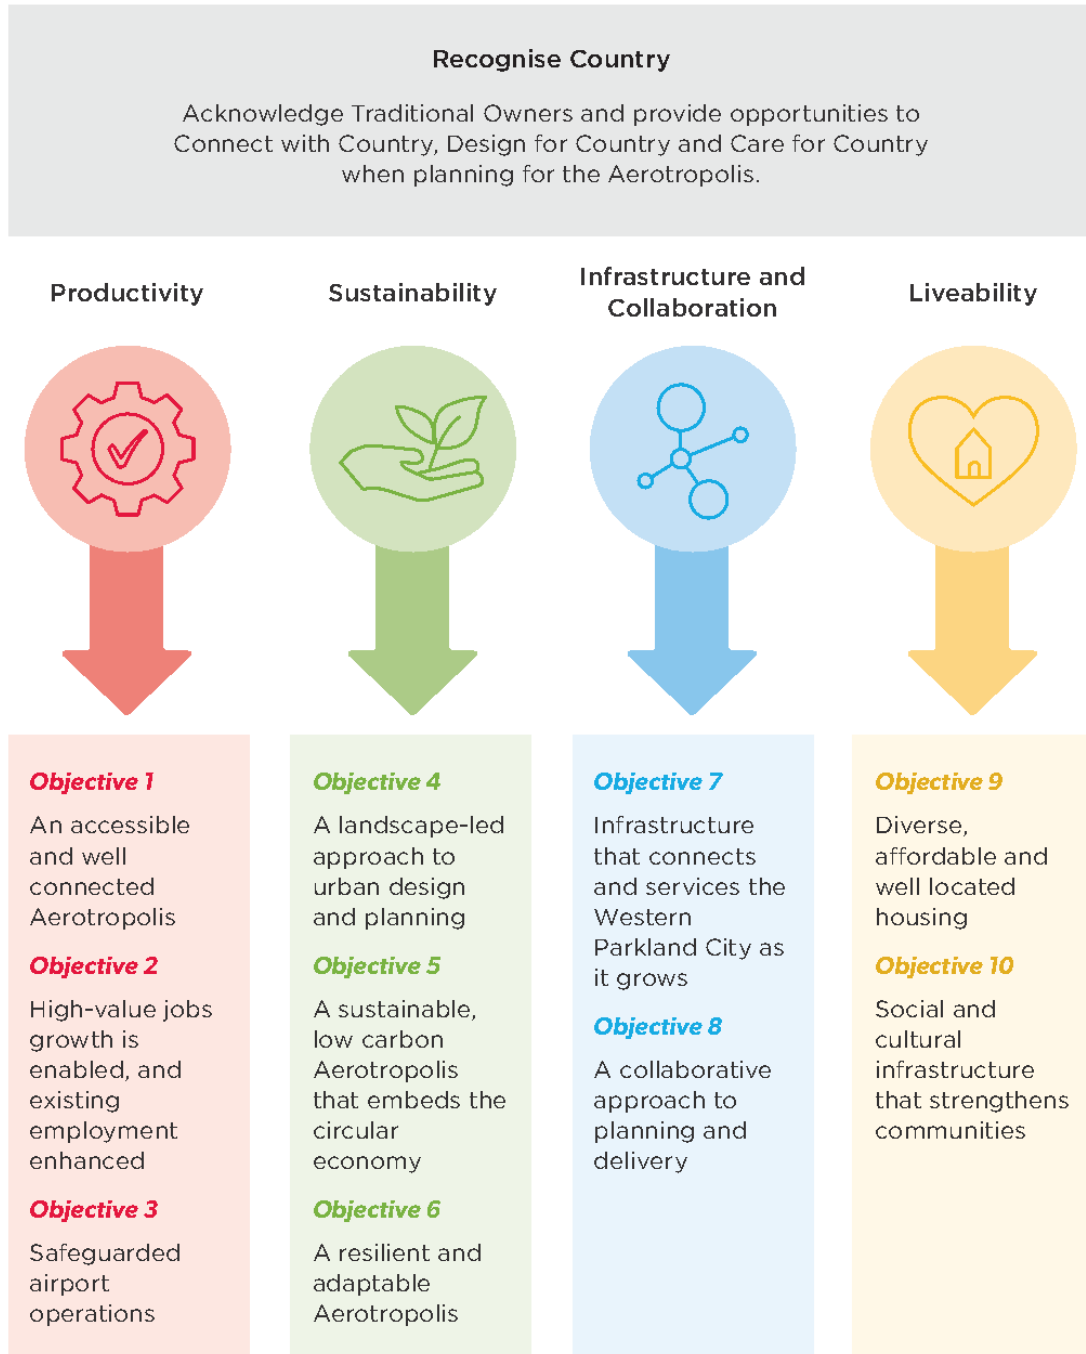 Recognise Country
Acknowledge Traditional Owners and provide opportunities to
Connect with Country, Design for Country and Care for Country
when planning for the Aerotropolis.
Productivity
Sustainability
Infrastructure and
Collaboration
Liveability
Objective 1
An accessible
and well
connected
Aerotropolis
Objective 2
High-value jobs
growth is
enabled, and
existing
employment
enhanced
Objective 3
Safeguarded
airport
operations
Objective 4
A landscape-led
approach to
urban design
and planning
Objective 5
A sustainable,
low carbon
Aerotropolis
that embeds the
circular
economy
Objective 6
A resilient and
adaptable
Aerotropolis
Objective 7
Infrastructure
that connects
and services the
Western
Parkland City as
it grows
Objective 8
A collaborative
approach to
planning and
delivery
Objective 9
Diverse,
affordable and
well located
housing
Objective 10
Social and
cultural
infrastructure
that strengthens
communities